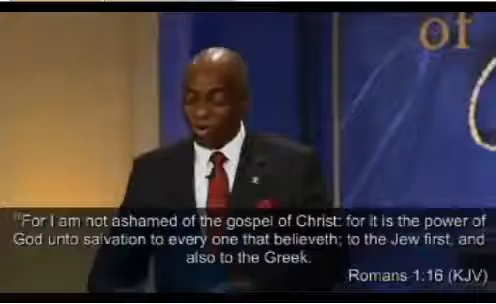 of
¹⁶For I am not ashamed of the gospel of Christ: for it is the power of
God unto salvation to every one that believeth; to the Jew first, and
also to the Greek.
Romans 1:16 (KJV)